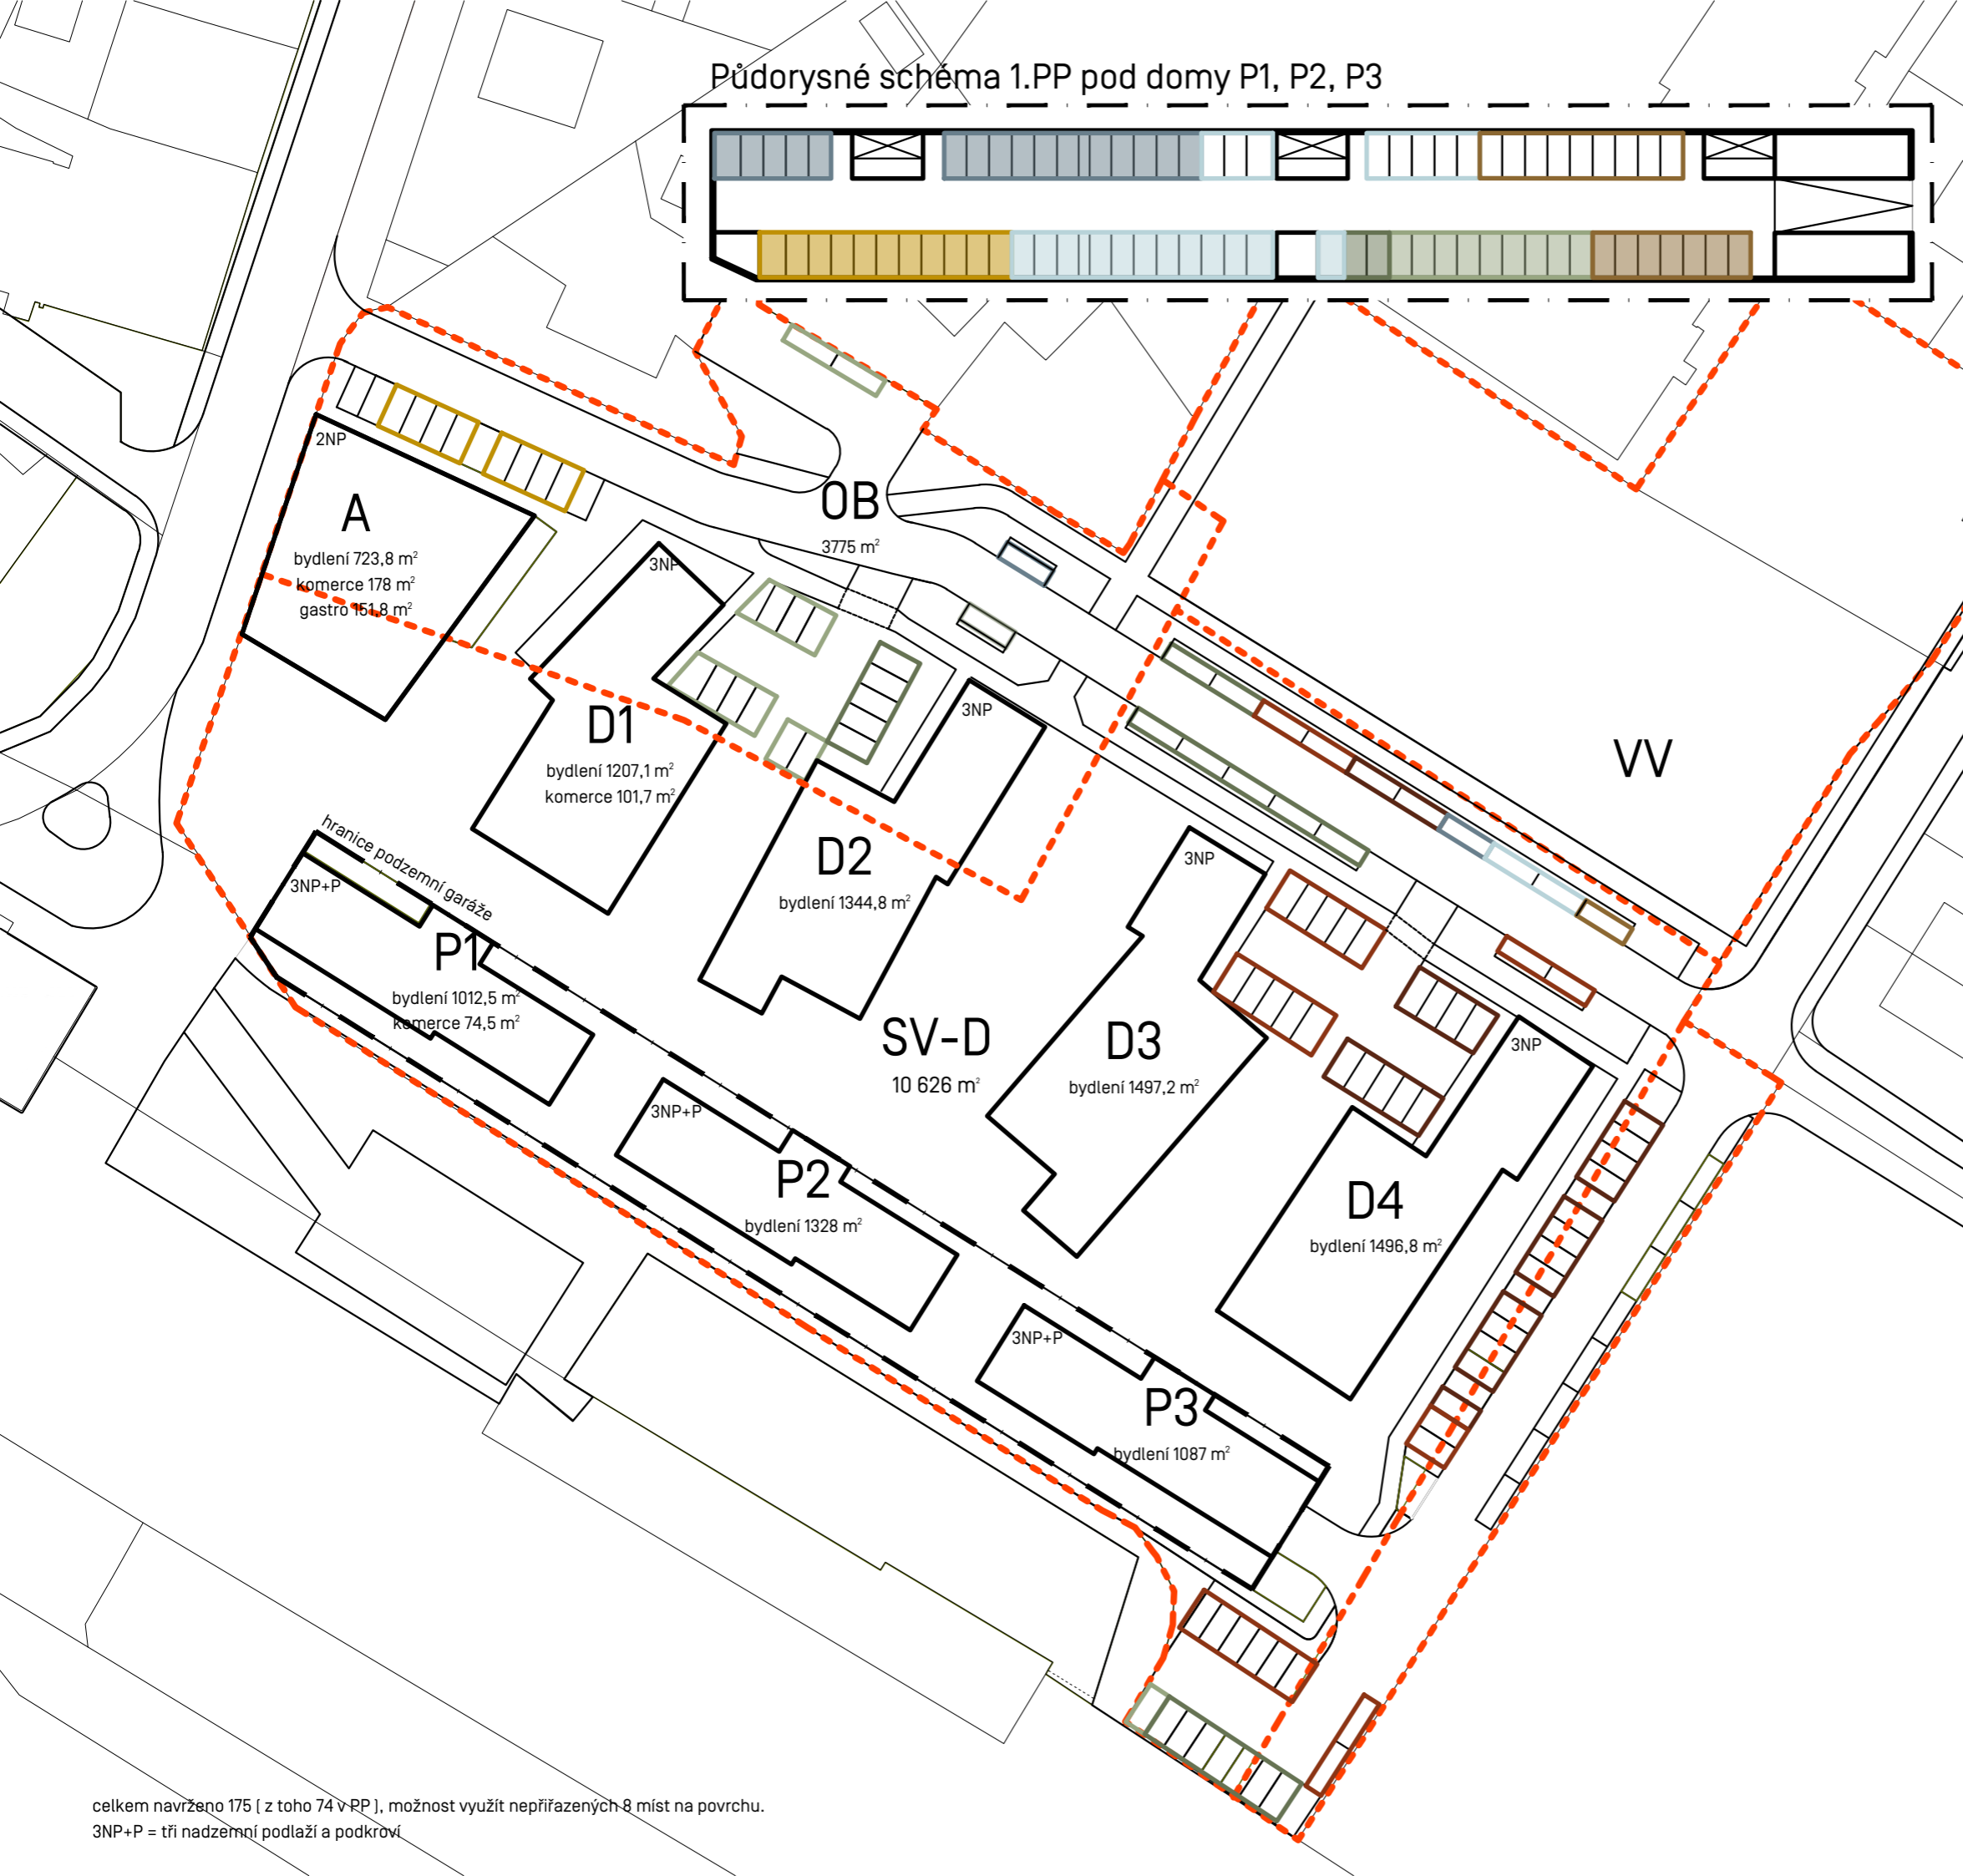 Půdorysné schéma 1.PP pod domy P1, P2, P3
2NP
A
bydlení 723,8 m²
komerce 178 m²
gastro 151,8 m²
OB
3775 m²
3NP
D1
bydlení 1207,1 m²
komerce 101,7 m²
3NP
D2
bydlení 1344,8 m²
VV
hranice podzemní garáže
3NP+P
P1
bydlení 1012,5 m²
komerce 74,5 m²
SV-D
10 626 m²
3NP
D3
bydlení 1497,2 m²
3NP
D4
bydlení 1496,8 m²
3NP+P
P2
bydlení 1328 m²
3NP+P
P3
bydlení 1087 m²
celkem navrženo 175 [ z toho 74 v PP ], možnost využít nepřiřazených 8 míst na povrchu.
3NP+P = tři nadzemní podlaží a podkroví